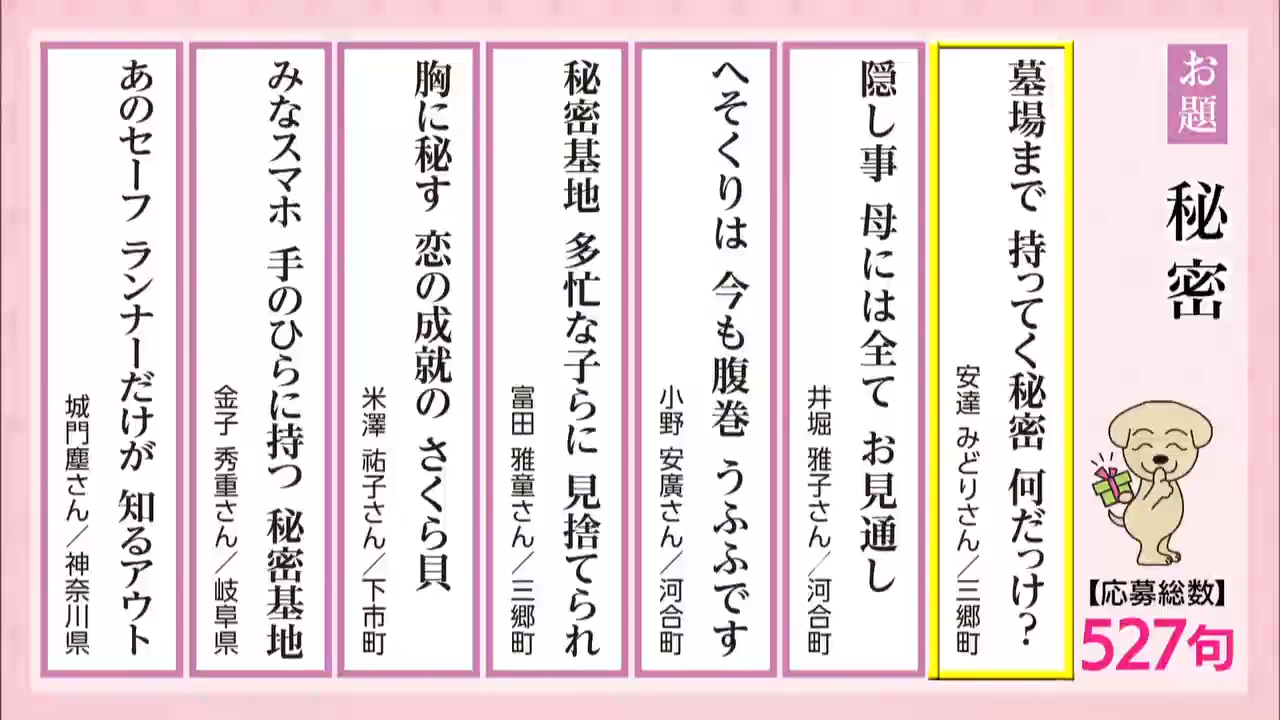 お題
秘密
【応募総数】
527句
墓場まで 持ってく秘密 何だっけ？
安達 みどりさん／三郷町
隠し事 母には全て お見通し
井堀 雅子さん／河合町
へそくりは 今も腹巻 うふふです
小野 安廣さん／河合町
秘密基地 多忙な子らに 見捨てられ
富田 雅童さん／三郷町
胸に秘す 恋の成就の さくら貝
米澤 祐子さん／下市町
みなスマホ 手のひらに持つ 秘密基地
金子 秀重さん／岐阜県
あのセーフ ランナーだけが 知るアウト
城門塵さん／神奈川県